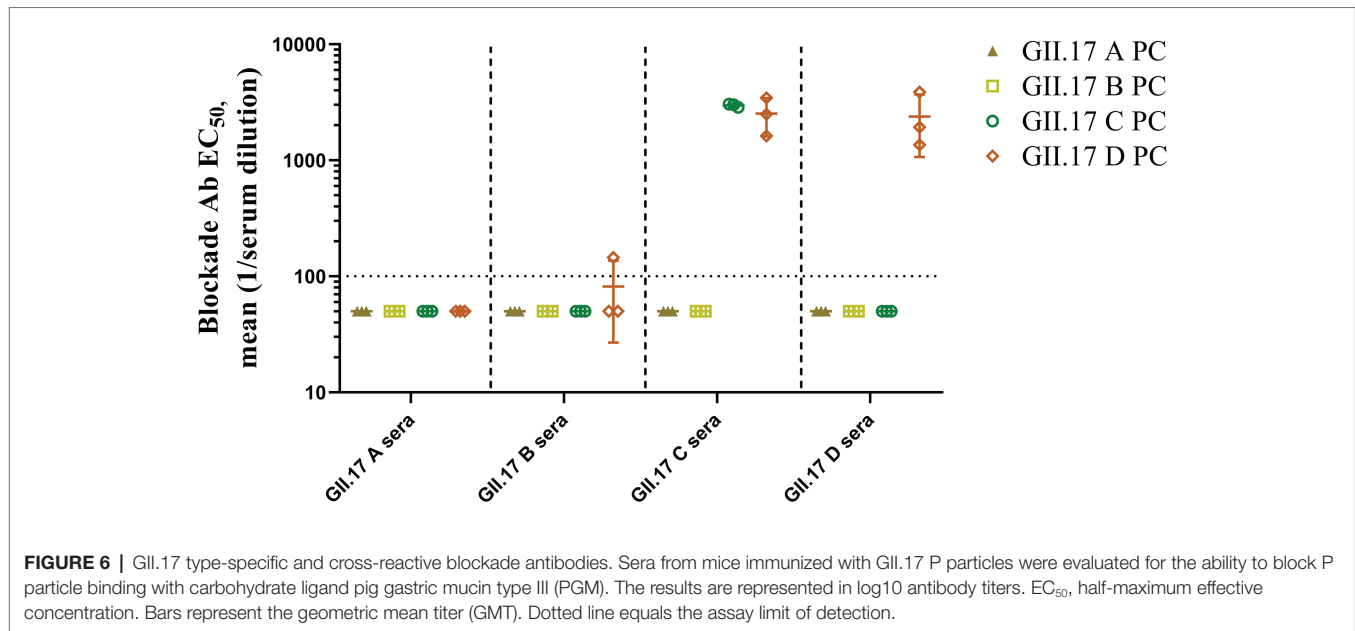 Blockade Ab EC50,
mean (1/serum dilution)
10000
1000
100
10
GII.17 A sera
GII.17 B sera
GII.17 C sera
GII.17 D sera
GII.17 A PC
GII.17 B PC
GII.17 C PC
GII.17 D PC
FIGURE 6 | GII.17 type-specific and cross-reactive blockade antibodies. Sera from mice immunized with GII.17 P particles were evaluated for the ability to block P
particle binding with carbohydrate ligand pig gastric mucin type III (PGM). The results are represented in log10 antibody titers. EC50, half-maximum effective
concentration. Bars represent the geometric mean titer (GMT). Dotted line equals the assay limit of detection.